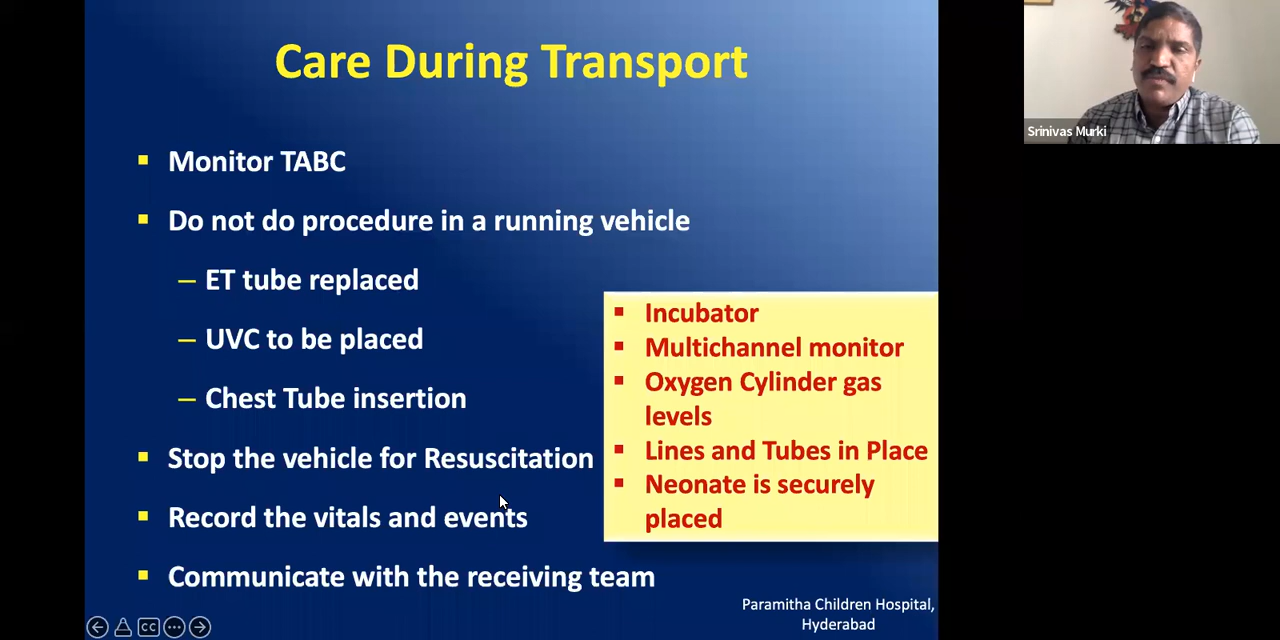 Care During Transport
Srinivas Murki
▪ Monitor TABC
▪ Do not do procedure in a running vehicle
– ET tube replaced
– UVC to be placed
– Chest Tube insertion
▪ Stop the vehicle for Resuscitation
▪ Record the vitals and events
▪ Communicate with the receiving team
▪ Incubator
▪ Multichannel monitor
▪ Oxygen Cylinder gas
levels
▪ Lines and Tubes in Place
▪ Neonate is securely
placed
Paramitha Children Hospital,
Hyderabad
CC